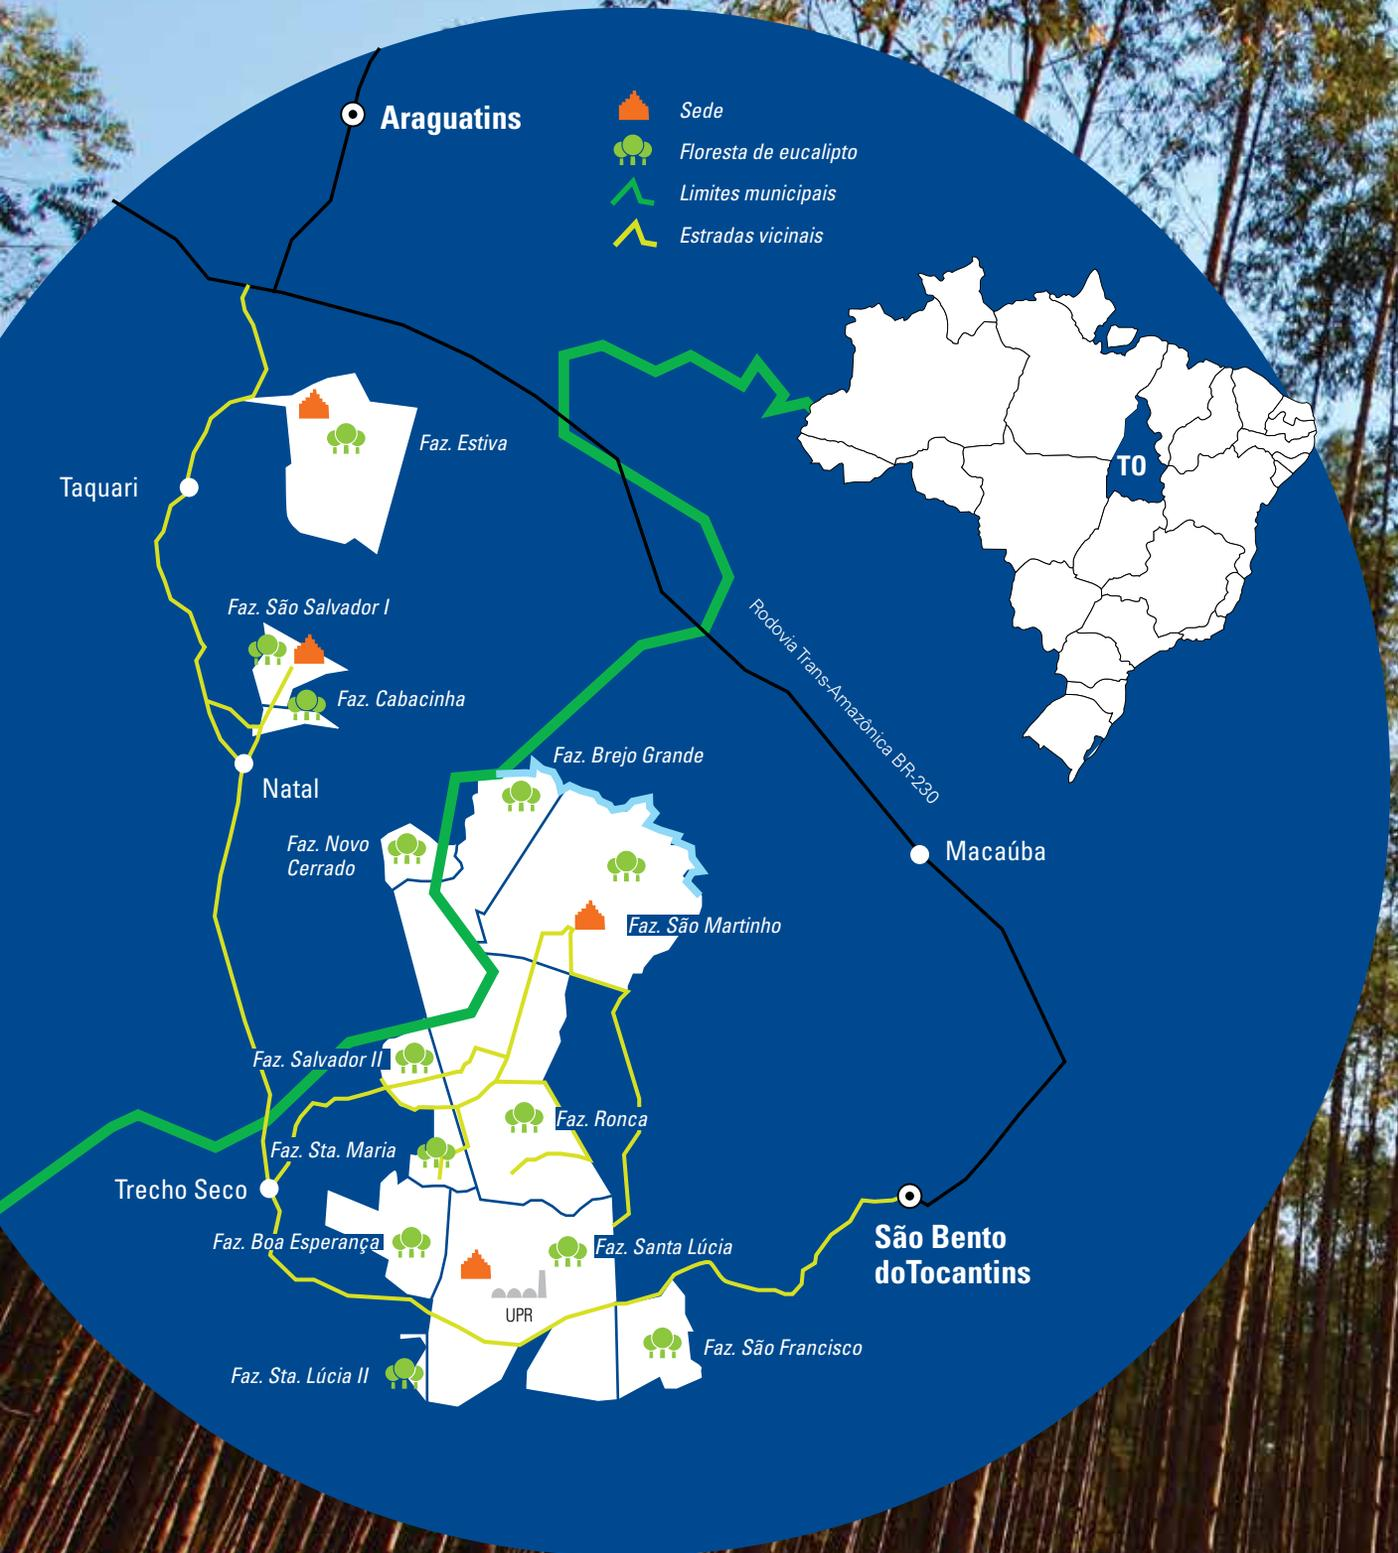 Araguatins
Sede
Floresta de eucalipto
Limites municipais
Estradas vicinais
TO
Faz. Estiva
Taquari
Faz. São Salvador I
Faz. Cabacinha
Rodovia Trans-Amazônica BR-230
Natal
Faz. Brejo Grande
Faz. Novo
Cerrado
Macaúba
Faz. São Martinho
Faz. Salvador II
Faz. Ronca
Faz. Sta. Maria
Trecho Seco
Faz. Boa Esperança
Faz. Santa Lúcia
São Bento
doTocantins
UPR
Faz. São Francisco
Faz. Sta. Lúcia II